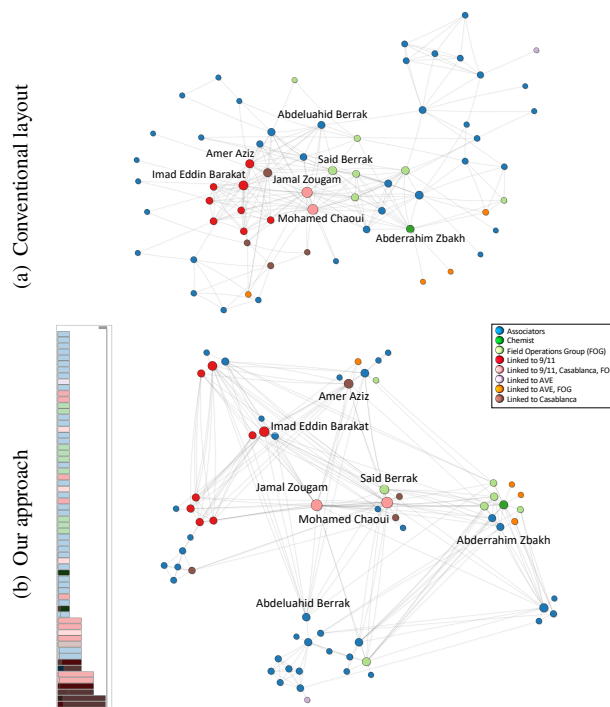 (a) Conventional layout
Abdeluahid Berrak
Amer Aziz
Said Berrak
Imad Eddin Barakat
Jamal Zougam
Mohamed Chaoui
Abderrahim Zbakh
(b) Our approach
Associators
Chemist
Field Operations Group (FOG)
Linked to 9/11
Linked to 9/11, Casablanca, FO
Linked to AVE
Linked to AVE, FOG
Linked to Casablanca
Amer Aziz
Imad Eddin Barakat
Said Berrak
Jamal Zougam
Mohamed Chaoui
Abderrahim Zbakh
Abdeluahid Berrak